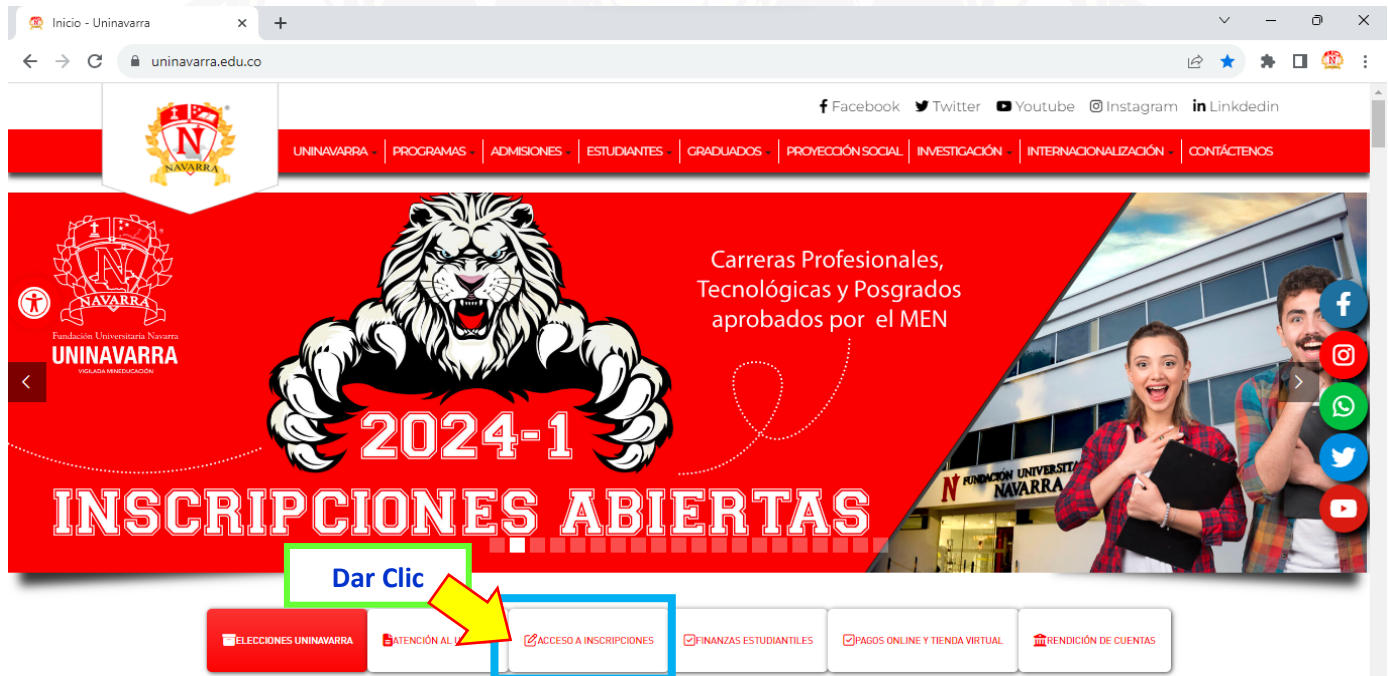 Inicio - Uninavarra
uninavarra.edu.co
Facebook Twitter Youtube Instagram in Linkdedin
N
NAVARRA
UNINAVARRA PROGRAMAS ADMISIONES ESTUDIANTES GRADUADOS PROYECCIÓN SOCIAL INVESTIGACIÓN INTERNACIONALIZACIÓN CONTÁCTENOS
N
NAVARRA
Fundación Universitaria Navarra
UNINAVARRA
VIGILADA MINEDUCACIÓN
Carreras Profesionales,
Tecnológicas y Posgrados
aprobados por el MEN
2024-1
INSCRIPCIONES ABIERTAS
N FUNDACIÓN UNIVERSITA
NAVARRA
Dar Clic
ELECCIONES UNINAVARRA ATENCIÓN AL U ACCESO A INSCRIPCIONES FINANZAS ESTUDIANTILES PAGOS ONLINE Y TIENDA VIRTUAL RENDICIÓN DE CUENTAS